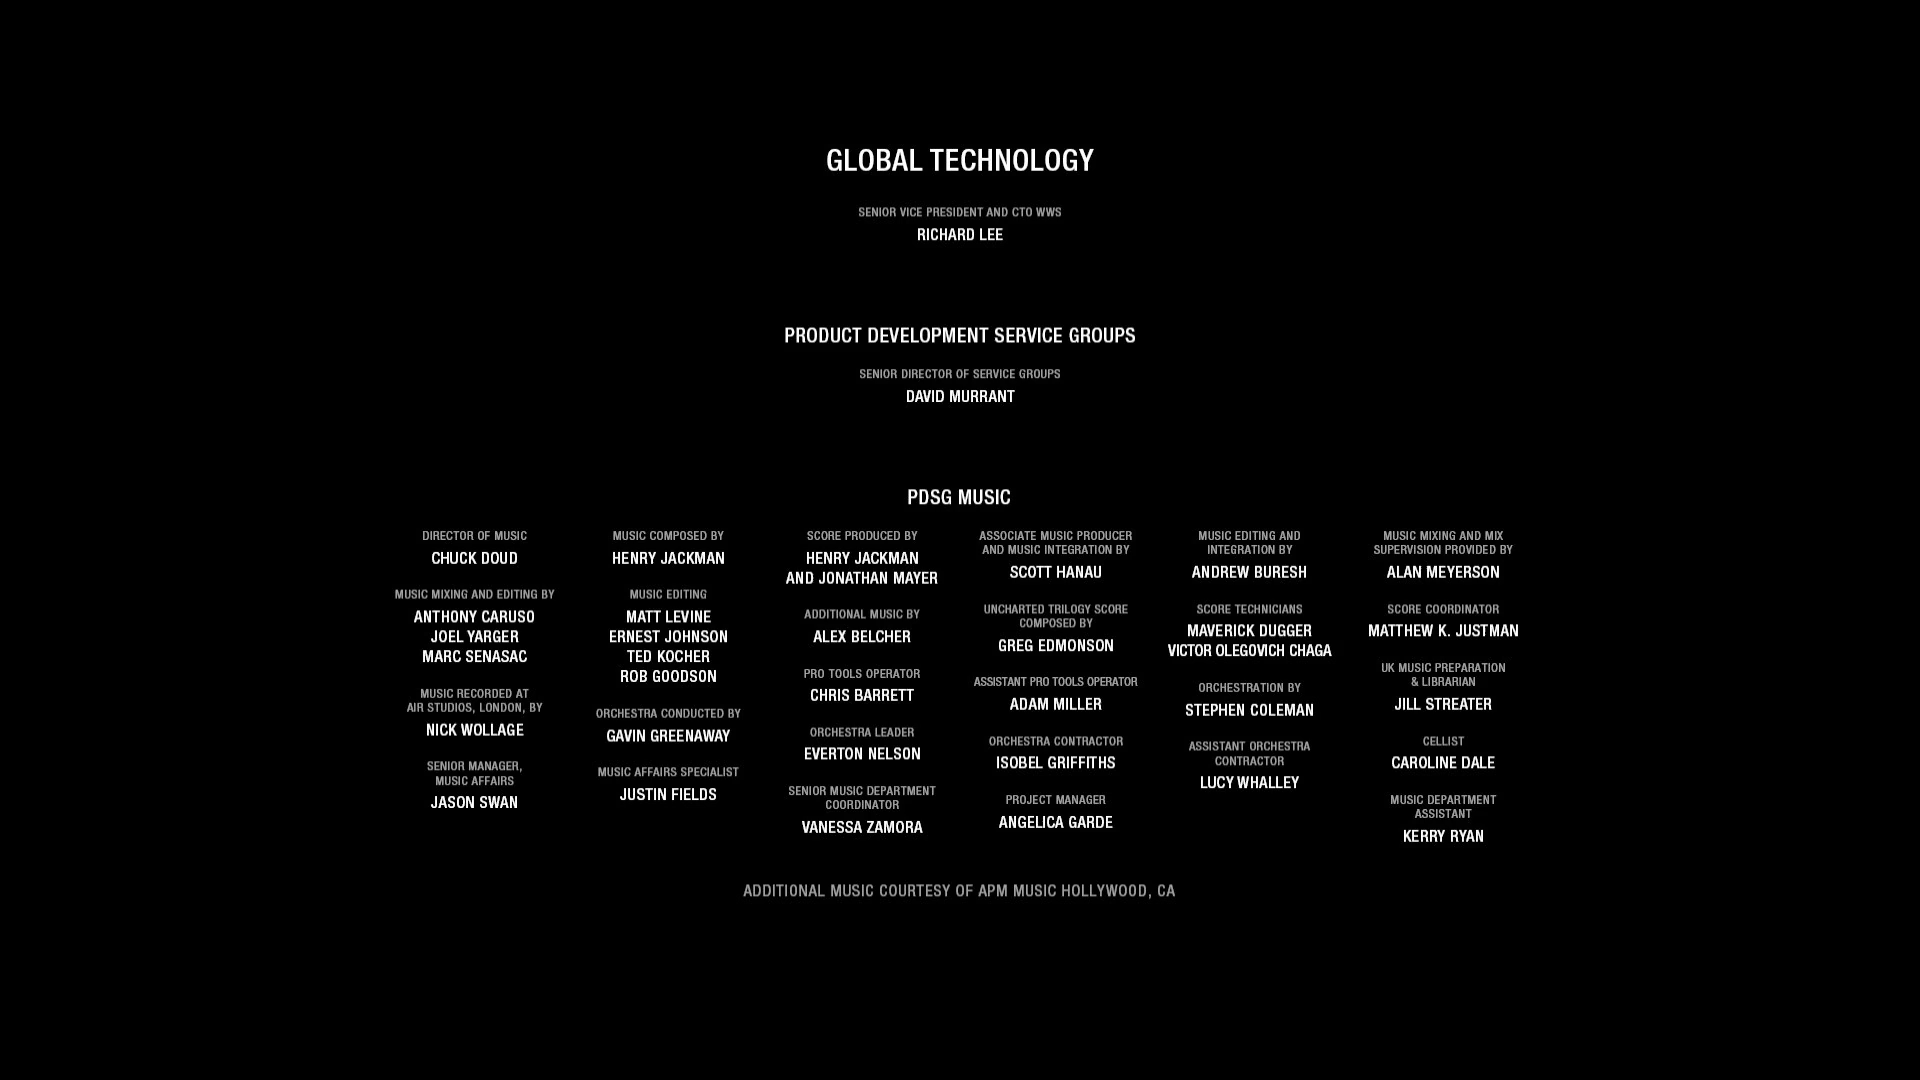 GLOBAL TECHNOLOGY
SENIOR VICE PRESIDENT AND CTO WWS
RICHARD LEE
PRODUCT DEVELOPMENT SERVICE GROUPS
SENIOR DIRECTOR OF SERVICE GROUPS
DAVID MURRANT
PDSG MUSIC
DIRECTOR OF MUSIC
CHUCK DOUD
MUSIC MIXING AND EDITING BY
ANTHONY CARUSO
JOEL YARGER
MARC SENASAC
MUSIC RECORDED AT
AIR STUDIOS, LONDON, BY
NICK WOLLAGE
SENIOR MANAGER,
MUSIC AFFAIRS
JASON SWAN
MUSIC COMPOSED BY
HENRY JACKMAN
MUSIC EDITING
MATT LEVINE
ERNEST JOHNSON
TED KOCHER
ROB GOODSON
ORCHESTRA CONDUCTED BY
GAVIN GREENAWAY
MUSIC AFFAIRS SPECIALIST
JUSTIN FIELDS
SCORE PRODUCED BY
HENRY JACKMAN
AND JONATHAN MAYER
ADDITIONAL MUSIC BY
ALEX BELCHER
PRO TOOLS OPERATOR
CHRIS BARRETT
ORCHESTRA LEADER
EVERTON NELSON
SENIOR MUSIC DEPARTMENT
COORDINATOR
VANESSA ZAMORA
ASSOCIATE MUSIC PRODUCER
AND MUSIC INTEGRATION BY
SCOTT HANAU
UNCHARTED TRILOGY SCORE
COMPOSED BY
GREG EDMONSON
ASSISTANT PRO TOOLS OPERATOR
ADAM MILLER
ORCHESTRA CONTRACTOR
ISOBEL GRIFFITHS
PROJECT MANAGER
ANGELICA GARDE
MUSIC EDITING AND
INTEGRATION BY
ANDREW BURESH
SCORE TECHNICIANS
MAVERICK DUGGER
VICTOR OLEGOVICH CHAGA
ORCHESTRATION BY
STEPHEN COLEMAN
ASSISTANT ORCHESTRA
CONTRACTOR
LUCY WHALLEY
MUSIC MIXING AND MIX
SUPERVISION PROVIDED BY
ALAN MEYERSON
SCORE COORDINATOR
MATTHEW K. JUSTMAN
UK MUSIC PREPARATION
& LIBRARIAN
JILL STREATER
CELLIST
CAROLINE DALE
MUSIC DEPARTMENT
ASSISTANT
KERRY RYAN
ADDITIONAL MUSIC COURTESY OF APM MUSIC HOLLYWOOD, CA